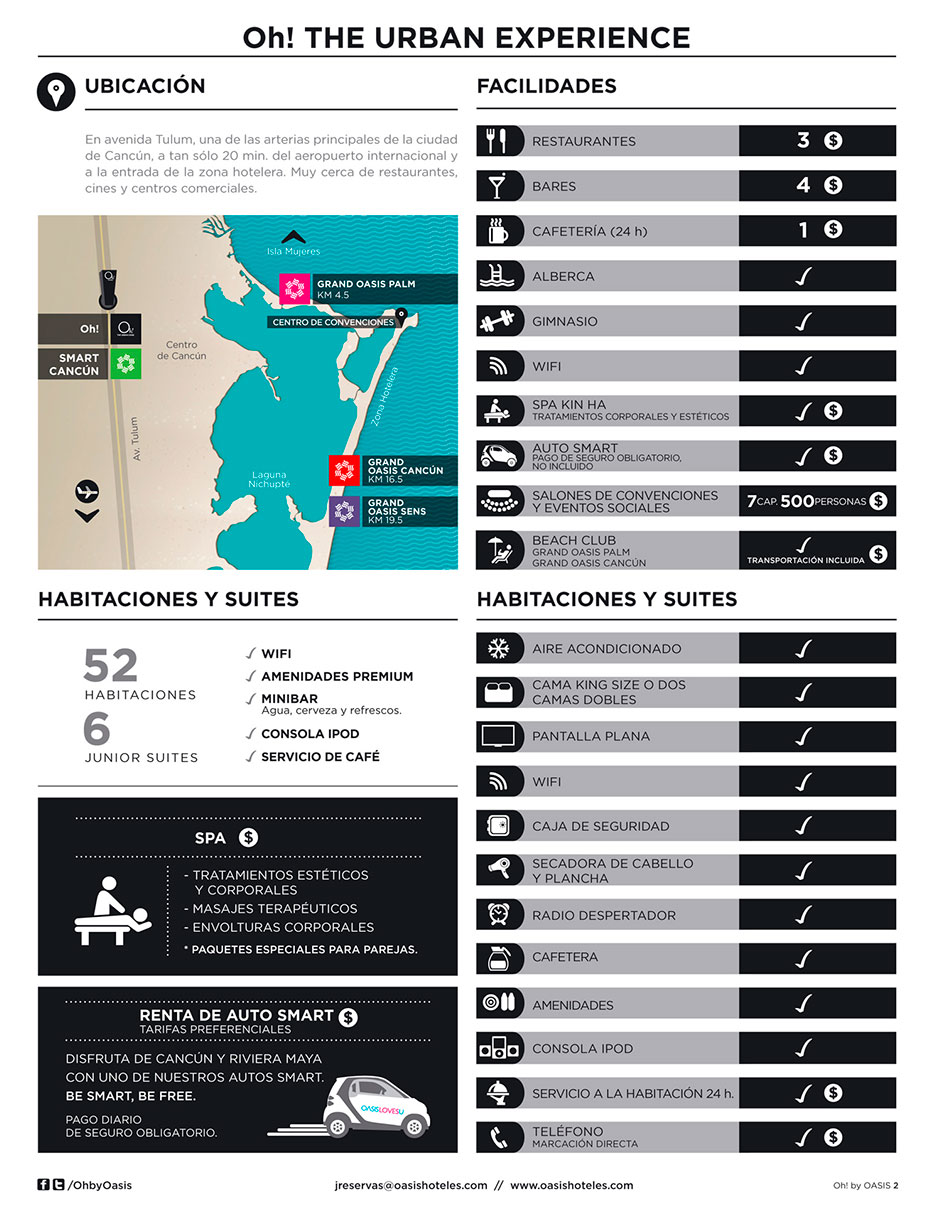 Oh! THE URBAN EXPERIENCE
UBICACIÓN
En avenida Tulum, una de las arterias principales de la ciudad
de Cancún, a tan sólo 20 min. del aeropuerto internacional y
a la entrada de la zona hotelera. Muy cerca de restaurantes,
cines y centros comerciales.
Isla Mujeres
GRAND OASIS PALM
KM 4.5
CENTRO DE CONVENCIONES
Oh!
SMART
CANCÚN
Centro
de Cancún
Av. Tulum
Zona Hotelera
Laguna
Nichupté
GRAND
OASIS CANCÚN
KM 16.5
GRAND
OASIS SENS
KM 19.5
FACILIDADES
RESTAURANTES 3 $
BARES 4 $
CAFETERÍA (24 h) 1 $
ALBERCA
GIMNASIO
WIFI
SPA KIN HA $
TRATAMIENTOS CORPORALES Y ESTÉTICOS
AUTO SMART $
PAGO DE SEGURO OBLIGATORIO,
NO INCLUIDO
SALONES DE CONVENCIONES
Y EVENTOS SOCIALES
7 CAP. 500 PERSONAS $
BEACH CLUB
GRAND OASIS PALM
GRAND OASIS CANCÚN
TRANSPORTACIÓN INCLUIDA $
HABITACIONES Y SUITES
52
HABITACIONES
6
JUNIOR SUITES
WIFI
AMENIDADES PREMIUM
MINIBAR
Agua, cerveza y refrescos.
CONSOLA IPOD
SERVICIO DE CAFÉ
SPA $
- TRATAMIENTOS ESTÉTICOS
Y CORPORALES
- MASAJES TERAPÉUTICOS
- ENVOLTURAS CORPORALES
* PAQUETES ESPECIALES PARA PAREJAS.
RENTA DE AUTO SMART $
TARIFAS PREFERENCIALES
DISFRUTA DE CANCÚN Y RIVIERA MAYA
CON UNO DE NUESTROS AUTOS SMART.
BE SMART, BE FREE.
PAGO DIARIO
DE SEGURO OBLIGATORIO.
OASISLOVESU
HABITACIONES Y SUITES
AIRE ACONDICIONADO
CAMA KING SIZE O DOS
CAMAS DOBLES
PANTALLA PLANA
WIFI
CAJA DE SEGURIDAD
SECADORA DE CABELLO
Y PLANCHA
RADIO DESPERTADOR
CAFETERA
AMENIDADES
CONSOLA IPOD
SERVICIO A LA HABITACIÓN 24 h. $
TELÉFONO $
MARCACIÓN DIRECTA
/OhbyOasis
jreservas@oasishoteles.com // www.oasishoteles.com
Oh! by OASIS 2